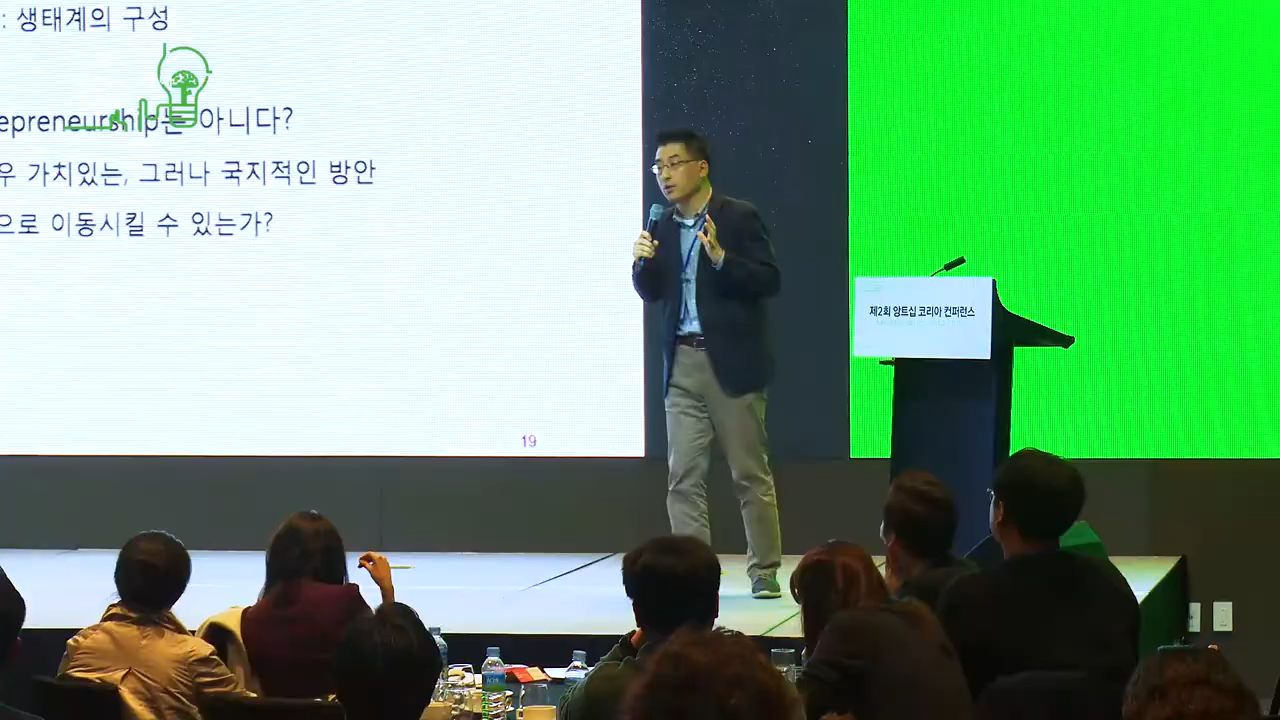 : 생태계의 구성
epreneurship는 아니다?
우 가치있는, 그러나 국지적인 방안
으로 이동시킬 수 있는가?
19
제2회 앙트십 코리아 컨퍼런스